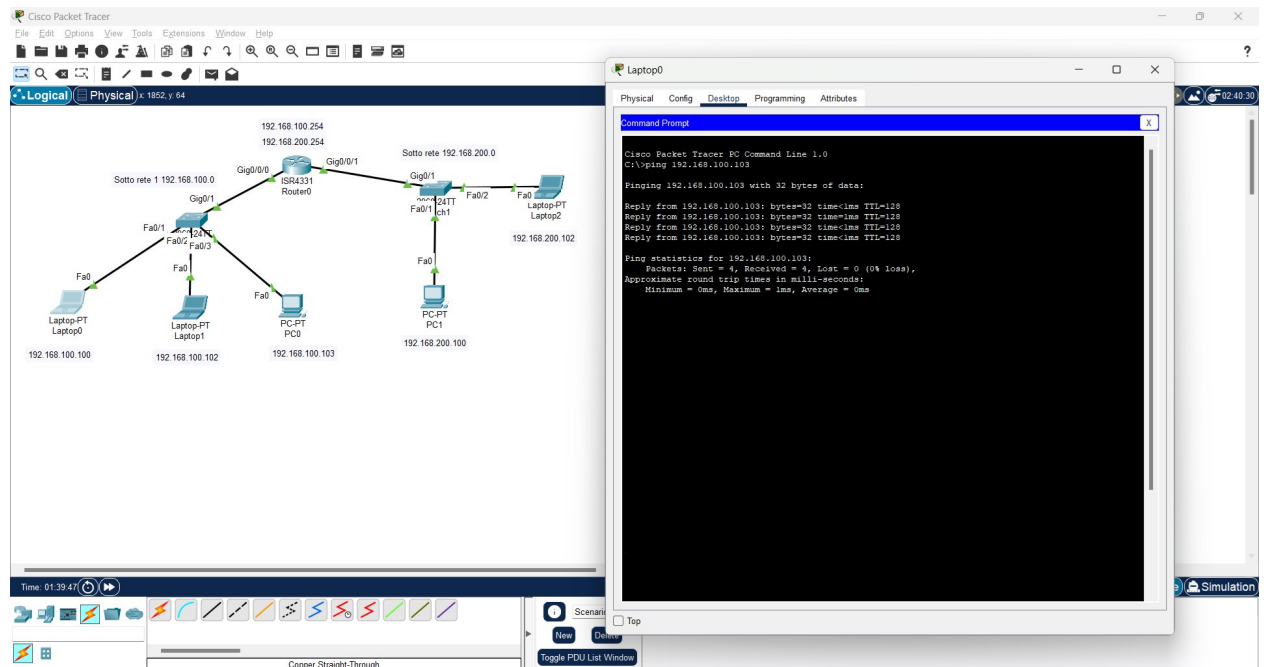 Cisco Packet Tracer
File Edit Options View Tools Extensions Window Help
?
Logical Physical x: 1852, y: 64
02:40:30
192.168.100.254
192.168.200.254
Gig0/0/0
Gig0/0/1
ISR4331
Router0
Sotto rete 192.168.200.0
Sotto rete 1 192.168.100.0
Gig0/1
Gig0/1
24TT
Fa0/1
ch1
Fa0/2
Fa0
Laptop-PT
Laptop2
192.168.200.102
Fa0/1
Fa0/2
Fa0/3
Fa0
Fa0
Fa0
Fa0
Laptop-PT
Laptop0
Laptop-PT
Laptop1
PC-PT
PC0
PC-PT
PC1
192.168.100.100
192.168.100.102
192.168.100.103
192.168.200.100
Laptop0
Physical Config Desktop Programming Attributes
Command Prompt
X
Cisco Packet Tracer PC Command Line 1.0
C:\>ping 192.168.100.103
Pinging 192.168.100.103 with 32 bytes of data:
Reply from 192.168.100.103: bytes=32 time<1ms TTL=128
Reply from 192.168.100.103: bytes=32 time=1ms TTL=128
Reply from 192.168.100.103: bytes=32 time<1ms TTL=128
Reply from 192.168.100.103: bytes=32 time<1ms TTL=128
Ping statistics for 192.168.100.103:
Packets: Sent = 4, Received = 4, Lost = 0 (0% loss),
Approximate round trip times in milli-seconds:
Minimum = 0ms, Maximum = 1ms, Average = 0ms
Top
Time: 01:39:47
Simulation
Scenari
New
Delete
Toggle PDU List Window
Copper Straight-Through